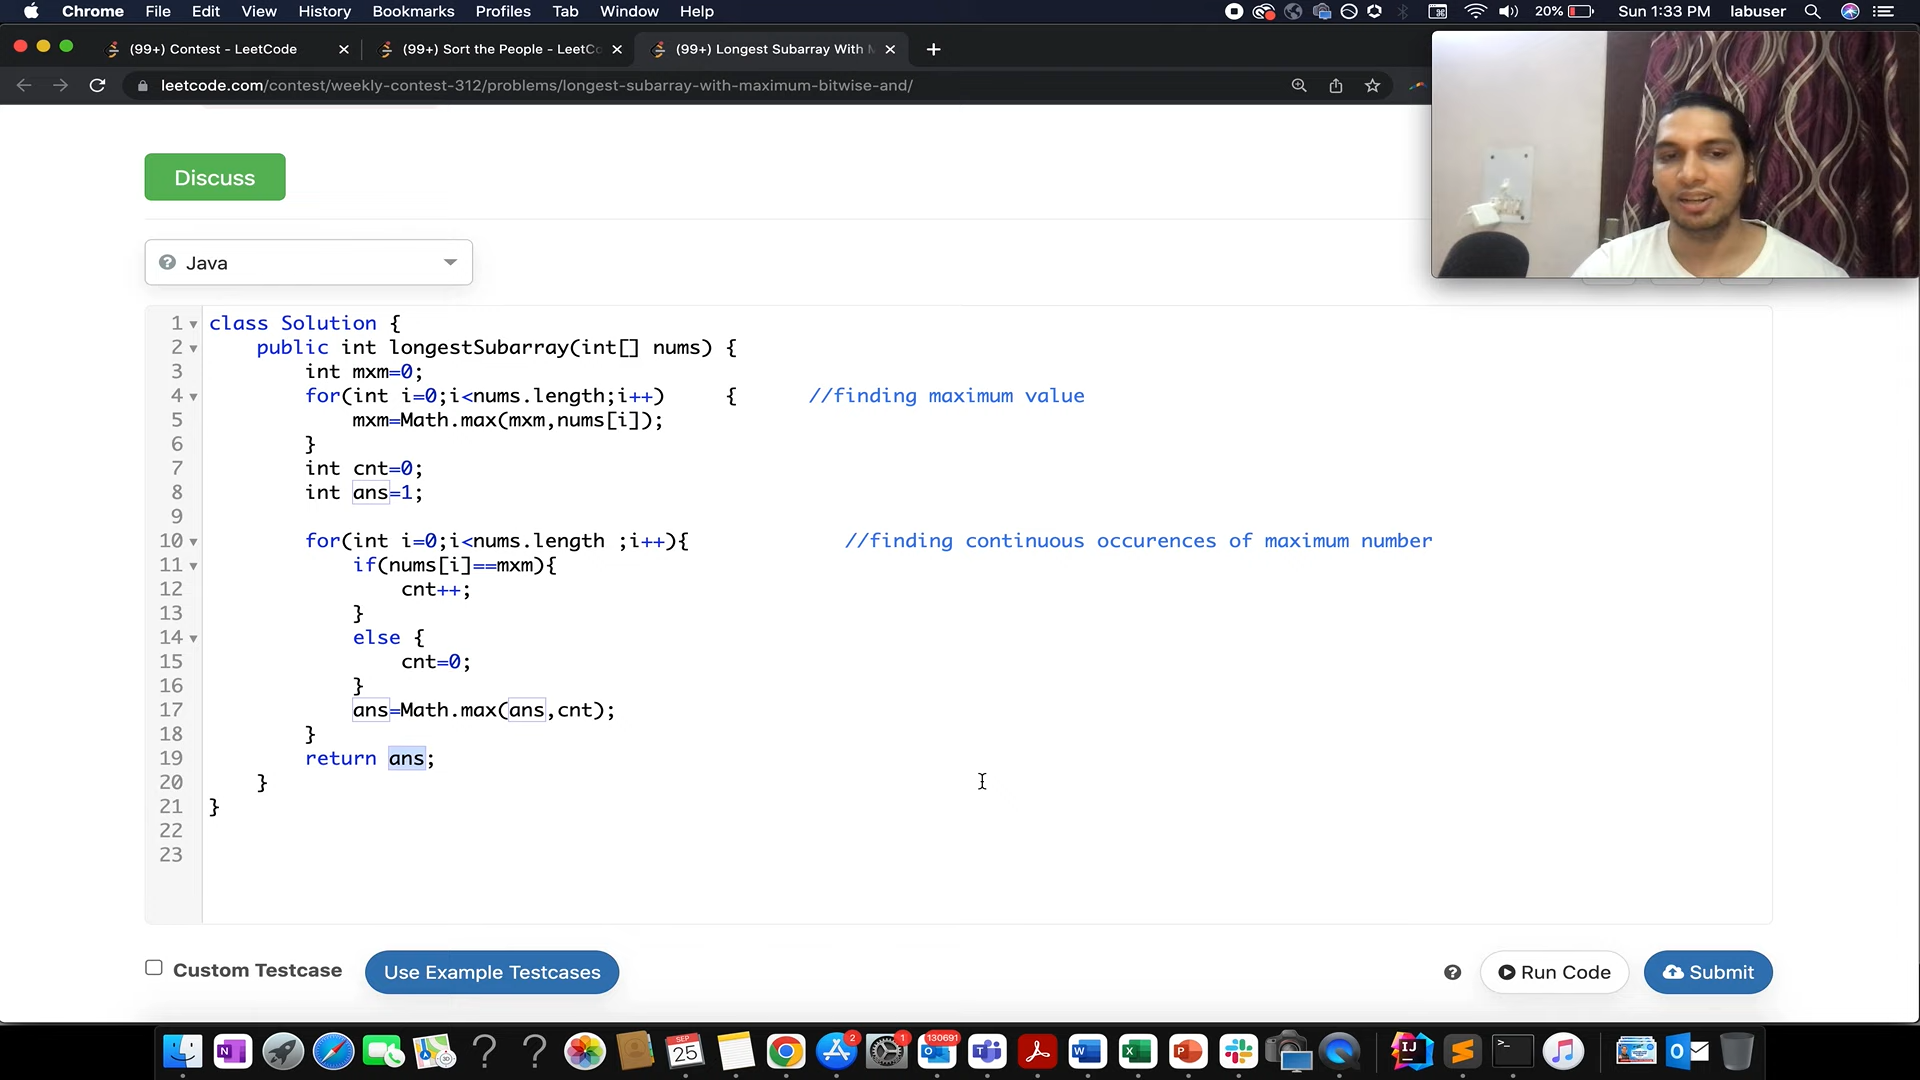 Chrome File Edit View History Bookmarks Profiles Tab Window Help 20% Sun 1:33 PM labuser
(99+) Contest - LeetCode
(99+) Sort the People - LeetCo
(99+) Longest Subarray With M
leetcode.com/contest/weekly-contest-312/problems/longest-subarray-with-maximum-bitwise-and/
Discuss
Java
1 class Solution {
2 public int longestSubarray(int[] nums) {
3 int mxm=0;
4 for(int i=0;i<nums.length;i++) { //finding maximum value
5 mxm=Math.max(mxm,nums[i]);
6 }
7 int cnt=0;
8 int ans=1;
9
10 for(int i=0;i<nums.length ;i++){ //finding continuous occurences of maximum number
11 if(nums[i]==mxm){
12 cnt++;
13 }
14 else {
15 cnt=0;
16 }
17 ans=Math.max(ans,cnt);
18 }
19 return ans;
20 }
21 }
22
23
Custom Testcase
Use Example Testcases
Run Code
Submit
SEP
25
2
1
130691